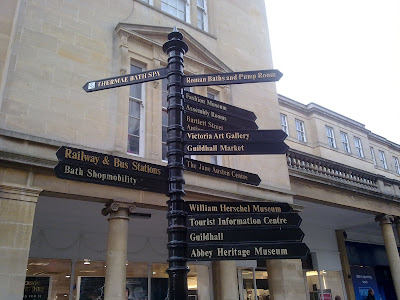 THERMAE BATH SPA
Roman Baths and Pump Room
Fashion Museum
Assembly Rooms
Bartlett Street
Antiques
Victoria Art Gallery
Guildhall Market
Railway & Bus Stations
Bath Shopmobility
The Jane Austen Centre
William Herschel Museum
Tourist Information Centre
Guildhall
Abbey Heritage Museum